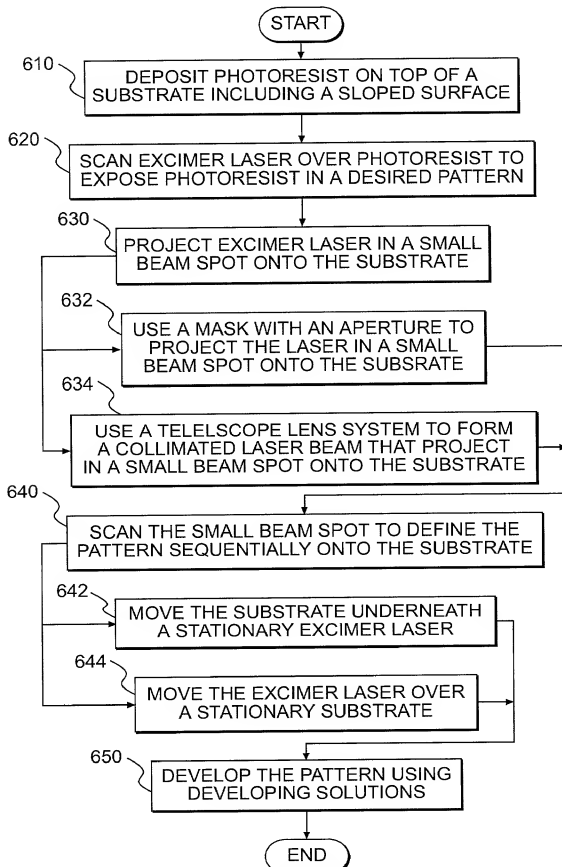 START
610
DEPOSIT PHOTORESIST ON TOP OF A
SUBSTRATE INCLUDING A SLOPED SURFACE
620
SCAN EXCIMER LASER OVER PHOTORESIST TO
EXPOSE PHOTORESIST IN A DESIRED PATTERN
630
PROJECT EXCIMER LASER IN A SMALL
BEAM SPOT ONTO THE SUBSTRATE
632
USE A MASK WITH AN APERTURE TO
PROJECT THE LASER IN A SMALL
BEAM SPOT ONTO THE SUBSRATE
634
USE A TELELSCOPE LENS SYSTEM TO FORM
A COLLIMATED LASER BEAM THAT PROJECT
IN A SMALL BEAM SPOT ONTO THE SUBSTRATE
640
SCAN THE SMALL BEAM SPOT TO DEFINE THE
PATTERN SEQUENTIALLY ONTO THE SUBSTRATE
642
MOVE THE SUBSTRATE UNDERNEATH
A STATIONARY EXCIMER LASER
644
MOVE THE EXCIMER LASER OVER
A STATIONARY SUBSTRATE
650
DEVELOP THE PATTERN USING
DEVELOPING SOLUTIONS
END